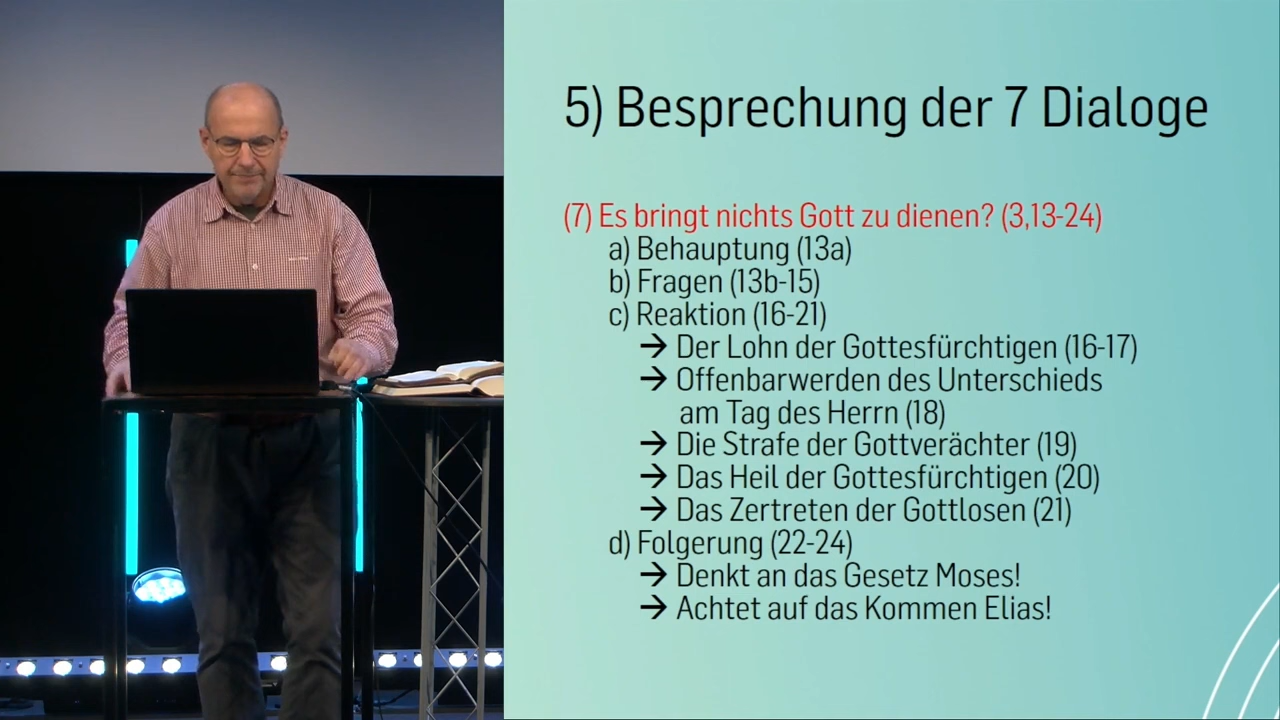 5) Besprechung der 7 Dialoge
(7) Es bringt nichts Gott zu dienen? (3,13-24)
a) Behauptung (13a)
b) Fragen (13b-15)
c) Reaktion (16-21)
→ Der Lohn der Gottesfürchtigen (16-17)
→ Offenbarwerden des Unterschieds
am Tag des Herrn (18)
→ Die Strafe der Gottverächter (19)
→ Das Heil der Gottesfürchtigen (20)
→ Das Zertreten der Gottlosen (21)
d) Folgerung (22-24)
→ Denkt an das Gesetz Moses!
→ Achtet auf das Kommen Elias!